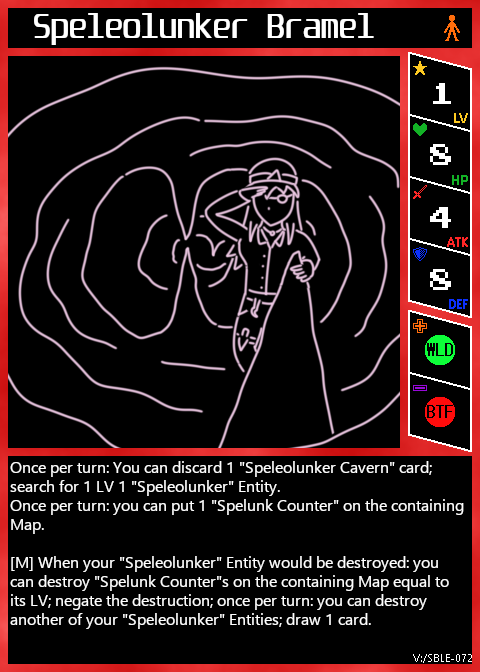 Speleolunker Bramel
1
LV
8
HP
4
ATK
8
DEF
WLD
BTF
Once per turn: You can discard 1 "Speleolunker Cavern" card;
search for 1 LV 1 "Speleolunker" Entity.
Once per turn: you can put 1 "Spelunk Counter" on the containing
Map.
[M] When your "Speleolunker" Entity would be destroyed: you
can destroy "Spelunk Counter"s on the containing Map equal to
its LV; negate the destruction; once per turn: you can destroy
another of your "Speleolunker" Entities; draw 1 card.
V:/SBLE-072